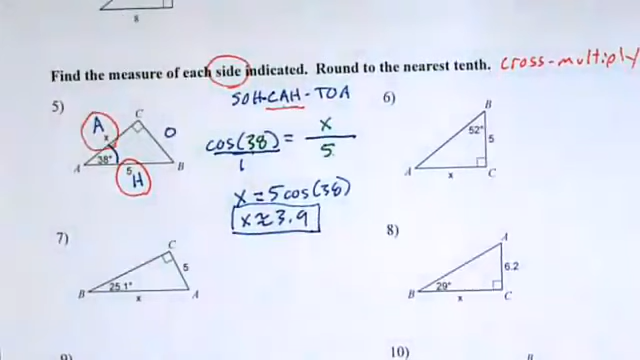 8
Find the measure of each side indicated. Round to the nearest tenth. cross-multiply
5)
SOH-CAH-TOA
6)
C
A
x
O
38°
A
5
H
B
cos(38) = x
1 5
x = 5cos(38)
x ≈ 3.9
B
52°
5
A
x
C
7)
C
5
25.1°
B
x
A
8)
A
6.2
29°
B
x
C
9)
10)